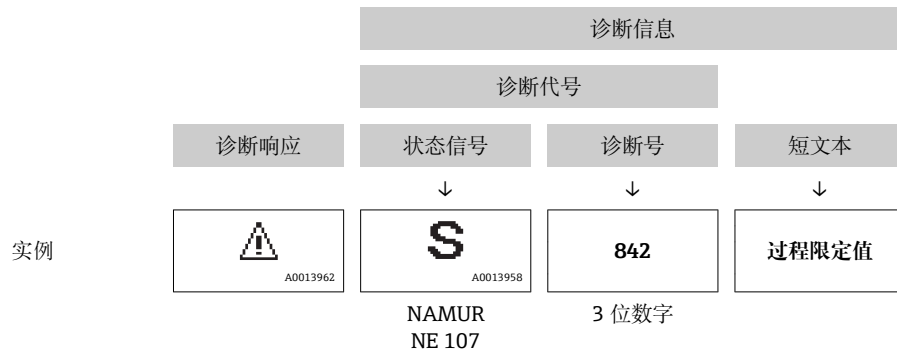 诊断信息
诊断代号
诊断响应 状态信号 诊断号 短文本
↓ ↓ ↓
实例 S 842 过程限定值
A0013962 A0013958
NAMUR 3 位数字
NE 107